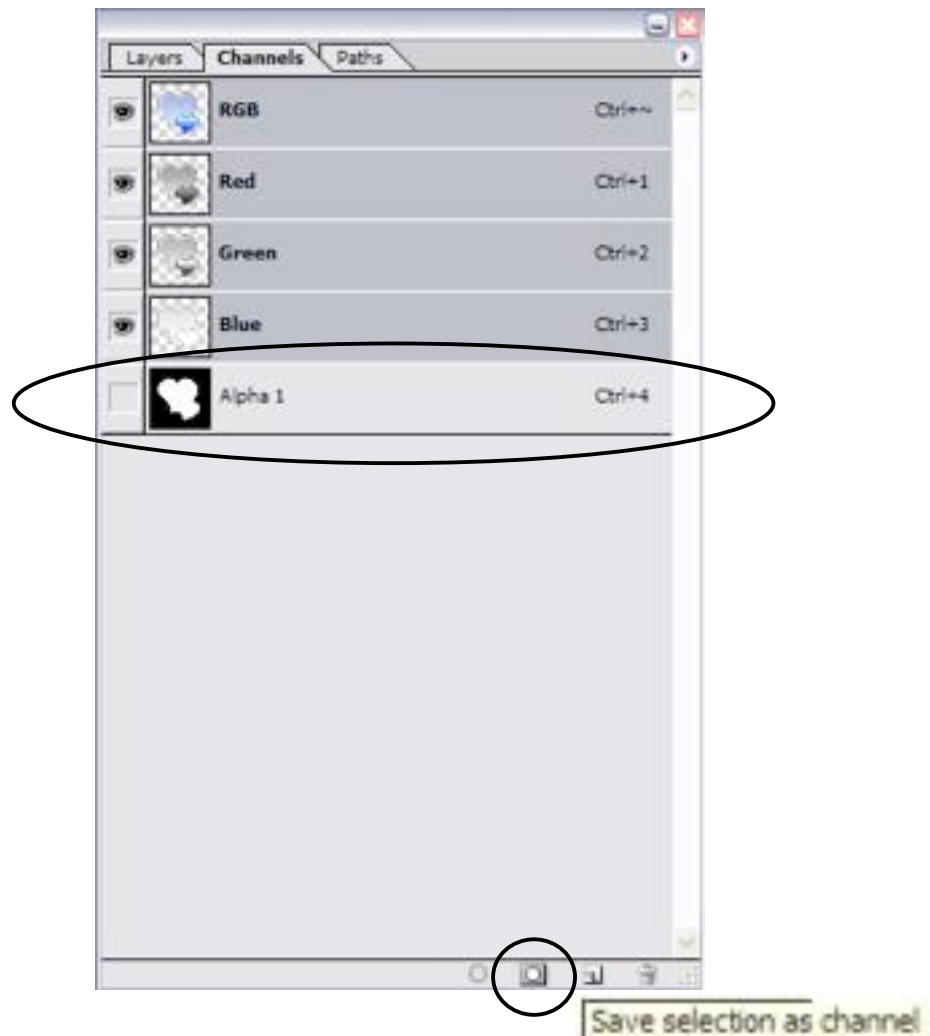 Layers Channels Paths
RGB Ctrl+~
Red Ctrl+1
Green Ctrl+2
Blue Ctrl+3
Alpha 1 Ctrl+4
Save selection as channel